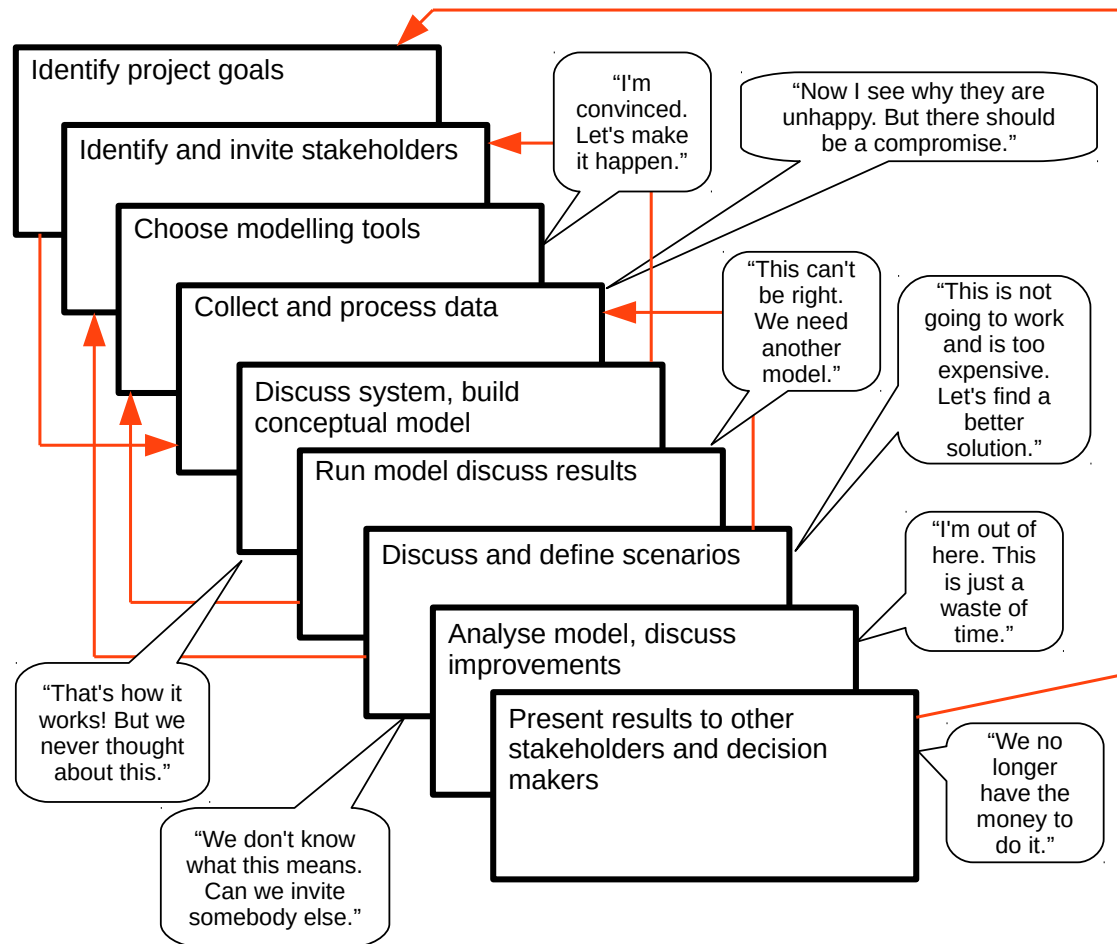 Identify project goals
Identify and invite stakeholders
Choose modelling tools
Collect and process data
Discuss system, build
conceptual model
Run model discuss results
Discuss and define scenarios
Analyse model, discuss
improvements
Present results to other
stakeholders and decision
makers
“I'm
convinced.
Let's make
it happen.”
“Now I see why they are
unhappy. But there should
be a compromise.”
“This can't
be right.
We need
another
model.”
“This is not
going to work
and is too
expensive.
Let's find a
better
solution.”
“I'm out of
here. This
is just a
waste of
time.”
“We no
longer
have the
money to
do it.”
“That's how it
works! But we
never thought
about this.”
“We don't know
what this means.
Can we invite
somebody else.”